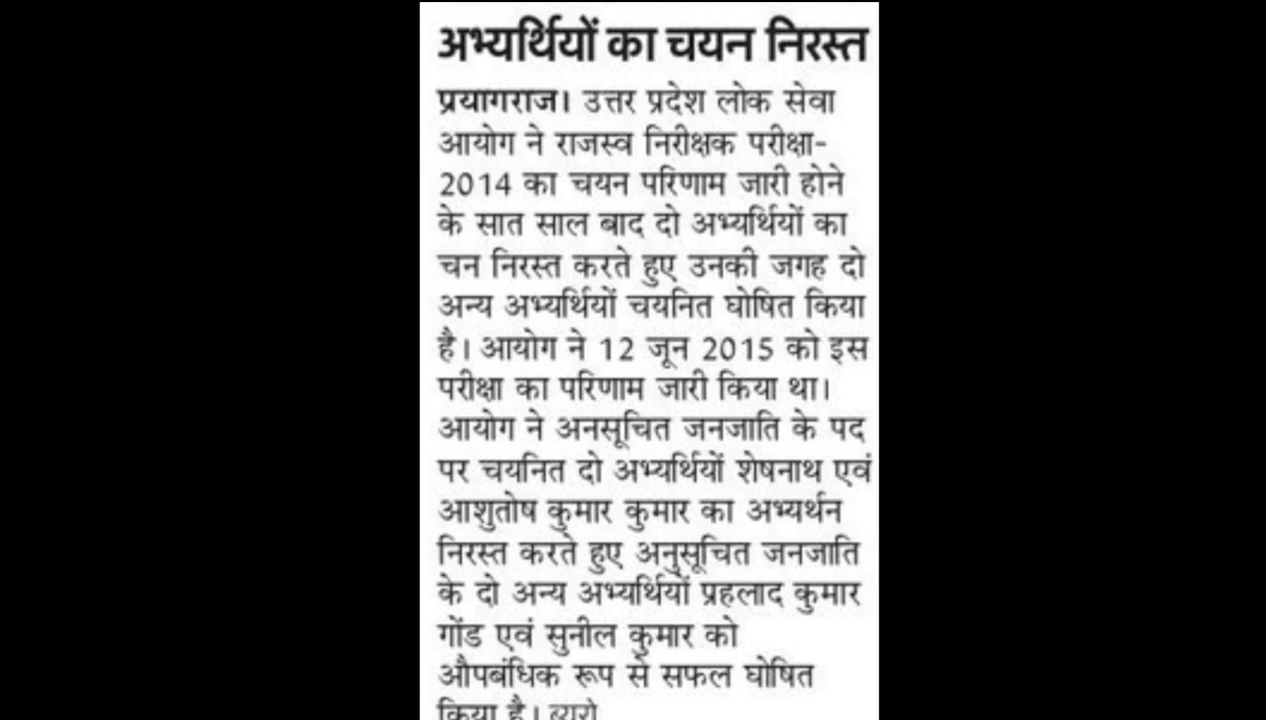 अभ्यर्थियों का चयन निरस्त
प्रयागराज। उत्तर प्रदेश लोक सेवा
आयोग ने राजस्व निरीक्षक परीक्षा-
2014 का चयन परिणाम जारी होने
के सात साल बाद दो अभ्यर्थियों का
चन निरस्त करते हुए उनकी जगह दो
अन्य अभ्यर्थियों चयनित घोषित किया
है। आयोग ने 12 जून 2015 को इस
परीक्षा का परिणाम जारी किया था।
आयोग ने अनसूचित जनजाति के पद
पर चयनित दो अभ्यर्थियों शेषनाथ एवं
आशुतोष कुमार कुमार का अभ्यर्थन
निरस्त करते हुए अनुसूचित जनजाति
के दो अन्य अभ्यर्थियों प्रहलाद कुमार
गोंड एवं सुनील कुमार को
औपबंधिक रूप से सफल घोषित
किया है। ब्यूरो